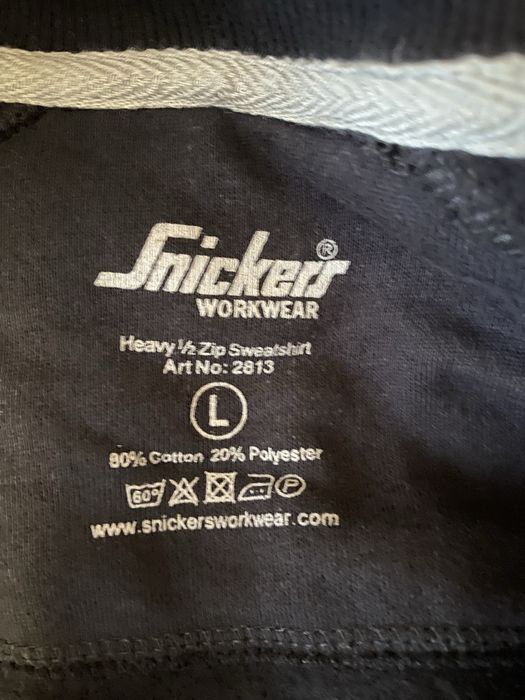 Snickers®
WORKWEAR
Heavy ½ Zip Sweatshirt
Art No: 2813
L
80% Cotton 20% Polyester
60° P
www.snickersworkwear.com